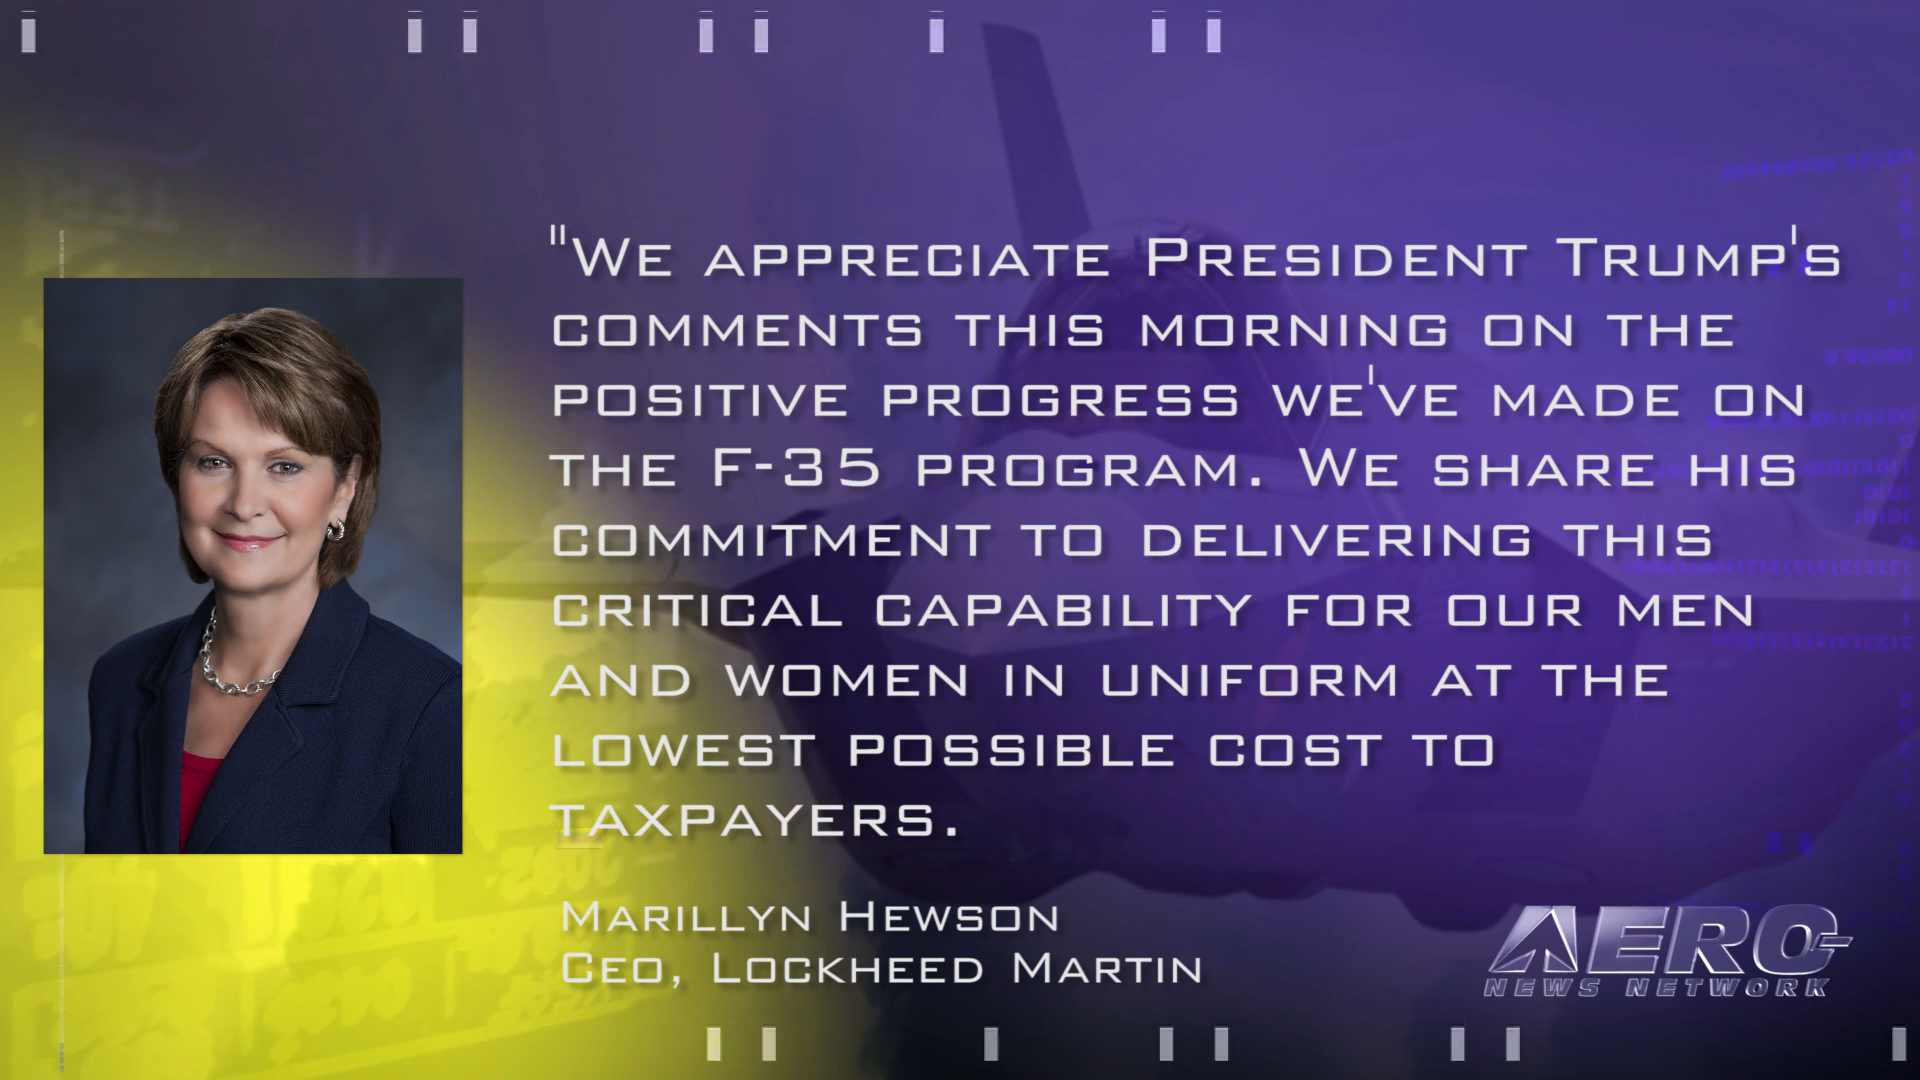 "We appreciate President Trump's
comments this morning on the
positive progress we've made on
the F-35 program. We share his
commitment to delivering this
critical capability for our men
and women in uniform at the
lowest possible cost to
taxpayers.
Marillyn Hewson
Ceo, Lockheed Martin
AERO-
NEWS NETWORK